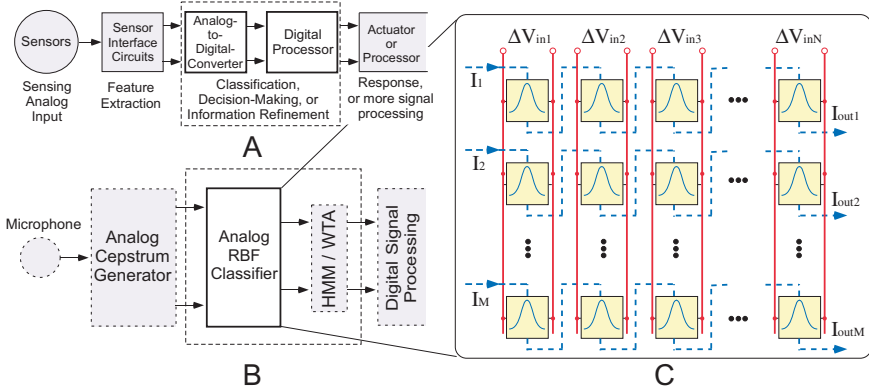 Sensors
Sensing
Analog
Input
Sensor
Interface
Circuits
Feature
Extraction
Analog-
to-
Digital-
Converter
Digital
Processor
Classification,
Decision-Making, or
Information Refinement
Actuator
or
Processor
Response,
or more signal
processing
A
Microphone
Analog
Cepstrum
Generator
Analog
RBF
Classifier
HMM / WTA
Digital Signal
Processing
B
ΔVin1 ΔVin2 ΔVin3 ΔVinN
I1
Iout1
I2
Iout2
IM
IoutM
C